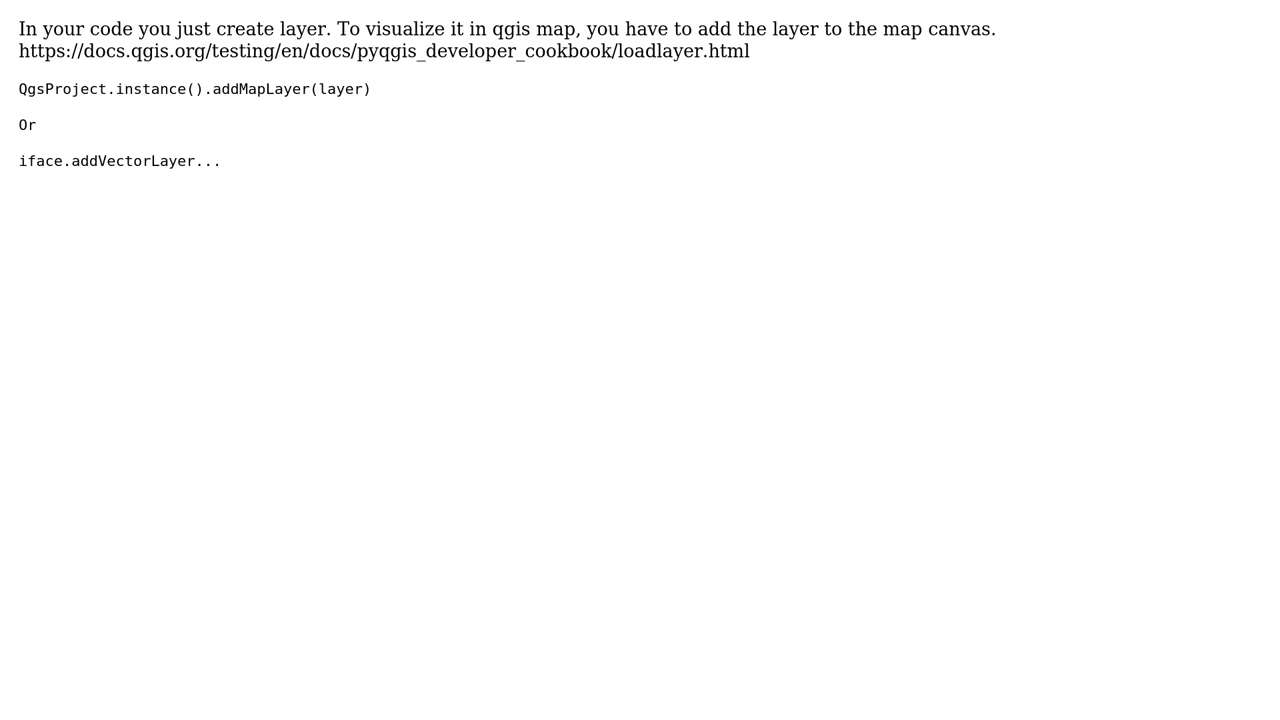 In your code you just create layer. To visualize it in qgis map, you have to add the layer to the map canvas.
https://docs.qgis.org/testing/en/docs/pyqgis_developer_cookbook/loadlayer.html
QgsProject.instance().addMapLayer(layer)
Or
iface.addVectorLayer...